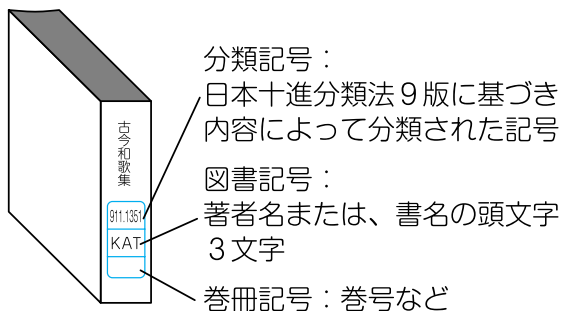 古今和歌集
911.1351
KAT
分類記号：
日本十進分類法９版に基づき
内容によって分類された記号
図書記号：
著者名または、書名の頭文字
３文字
巻冊記号：巻号など